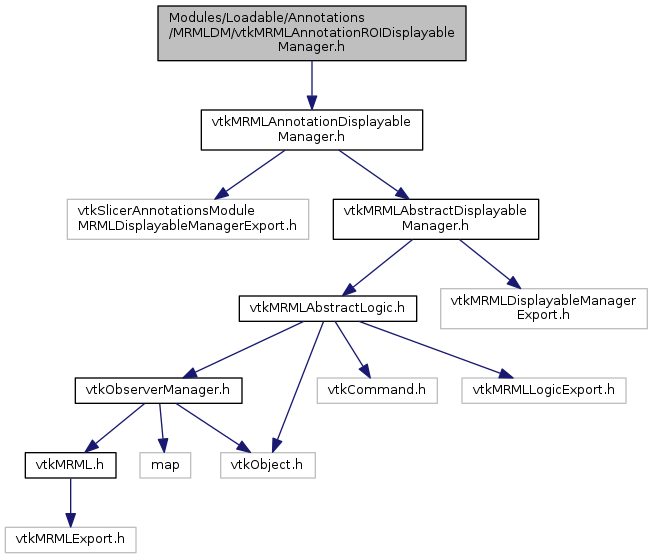 Modules/Loadable/Annotations
/MRMLDM/vtkMRMLAnnotationROIDisplayable
Manager.h
vtkMRMLAnnotationDisplayable
Manager.h
vtkSlicerAnnotationsModule
MRMLDisplayableManagerExport.h
vtkMRMLAbstractDisplayable
Manager.h
vtkMRMLAbstractLogic.h
vtkMRMLDisplayableManager
Export.h
vtkObserverManager.h
vtkCommand.h
vtkMRMLLogicExport.h
vtkMRML.h
map
vtkObject.h
vtkMRMLExport.h